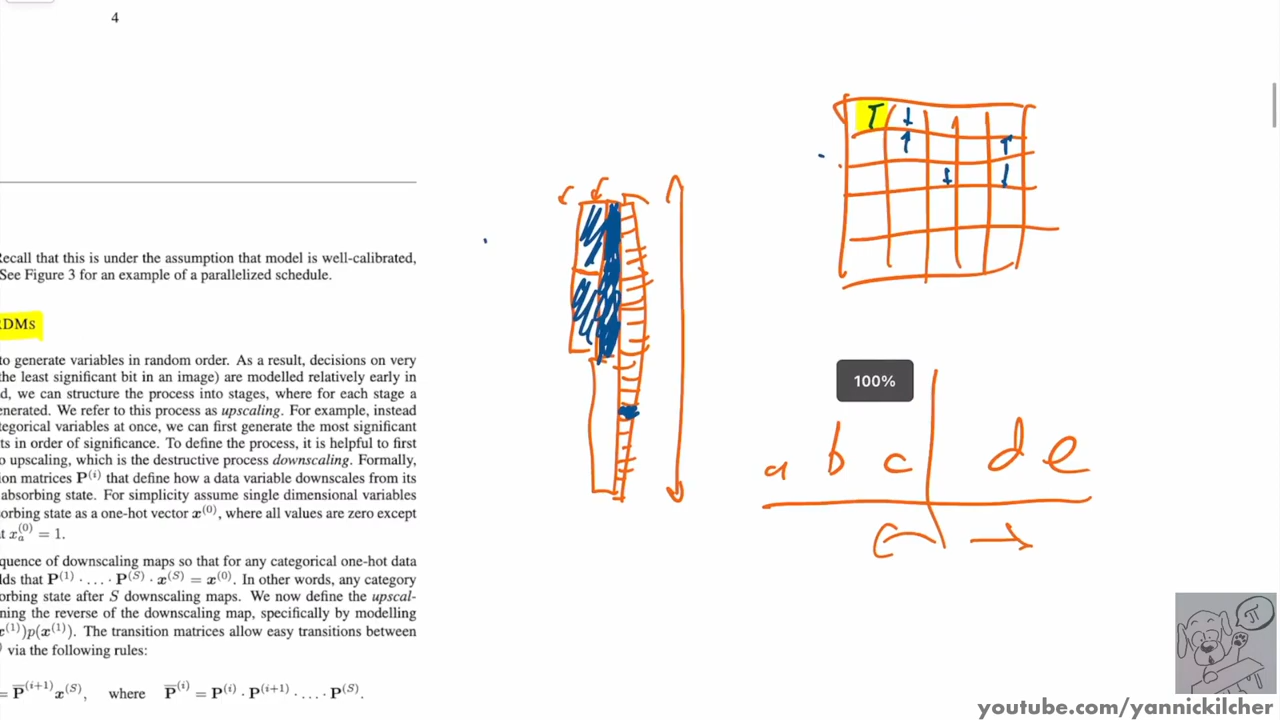 4
Recall that this is under the assumption that model is well-calibrated,
See Figure 3 for an example of a parallelized schedule.
RDMs
to generate variables in random order. As a result, decisions on very
the least significant bit in an image) are modelled relatively early in
d, we can structure the process into stages, where for each stage a
enerated. We refer to this process as upscaling. For example, instead
tegorical variables at once, we can first generate the most significant
ts in order of significance. To define the process, it is helpful to first
o upscaling, which is the destructive process downscaling. Formally,
ion matrices P^(i) that define how a data variable downscales from its
absorbing state. For simplicity assume single dimensional variables
orbing state as a one-hot vector x^(0), where all values are zero except
t x_a^(0) = 1.
quence of downscaling maps so that for any categorical one-hot data
lds that P^(1) · . . . · P^(S) · x^(S) = x^(0). In other words, any category
orbing state after S downscaling maps. We now define the upscal-
ning the reverse of the downscaling map, specifically by modelling
x^(1))p(x^(1)). The transition matrices allow easy transitions between
via the following rules:
= P̅^(i+1) x^(S), where P̅^(i) = P^(i) · P^(i+1) · . . . · P^(S).
100%
a b c d e
π
youtube.com/yannickilcher